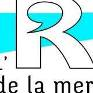 , R
de la mer